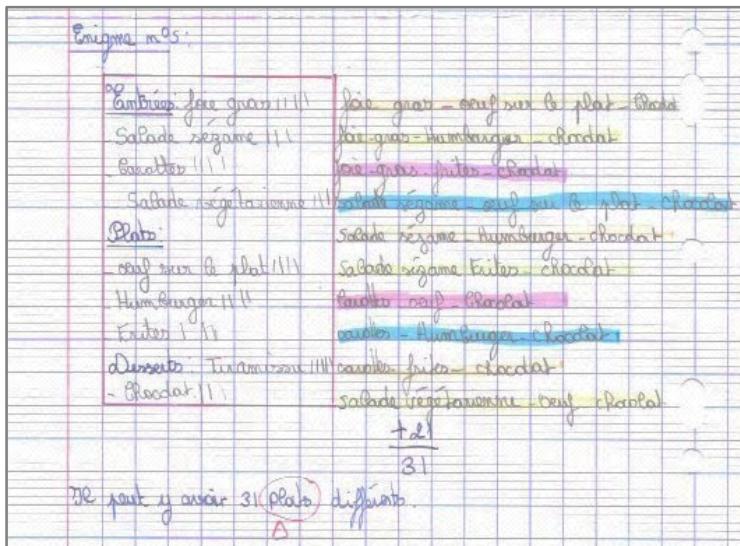 Enigme n°5:
Entrées: foie gras | | | | |
Salade sézame | | |
- Carottes | | | |
Salade végétarienne | | |
Plats:
- oeuf sur le plat | | | |
- Humburger | | | |
- Frites | | | |
Desserts: Tiramissu | | | | |
- Chocolat | | |
foie gras - oeuf sur le plat - Chocolat
foie-gras-Humburger - chocolat
foie-gras-frites-chocolat
salade sézame - oeuf sur le plat - chocolat
Salade sézame - Humburger - chocolat
Salade sézame Frites - chocolat
Carottes oeuf - Chocolat
carottes - Humburger - Chocolat
carottes - frites - chocolat
salade végétarienne - oeuf chocolat
+21
31
Il peut y avoir 31 plats différents.